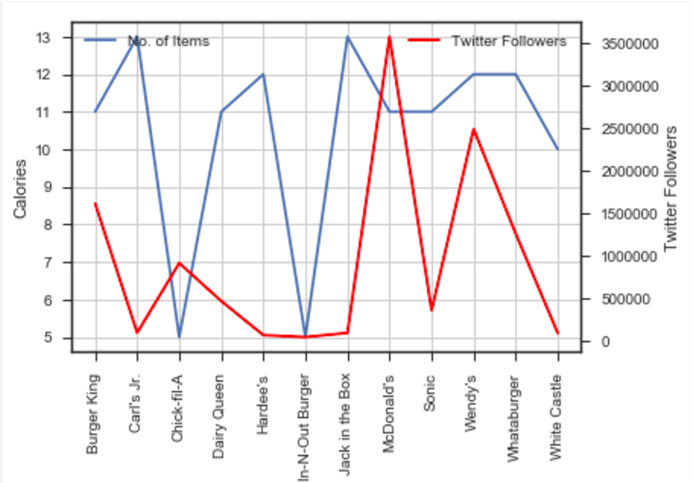 No. of Items
Twitter Followers
13
12
11
10
9
8
7
6
5
Calories
3500000
3000000
2500000
2000000
1500000
1000000
500000
0
Twitter Followers
Burger King
Carl's Jr.
Chick-fil-A
Dairy Queen
Hardee's
In-N-Out Burger
Jack in the Box
McDonald's
Sonic
Wendy's
Whataburger
White Castle